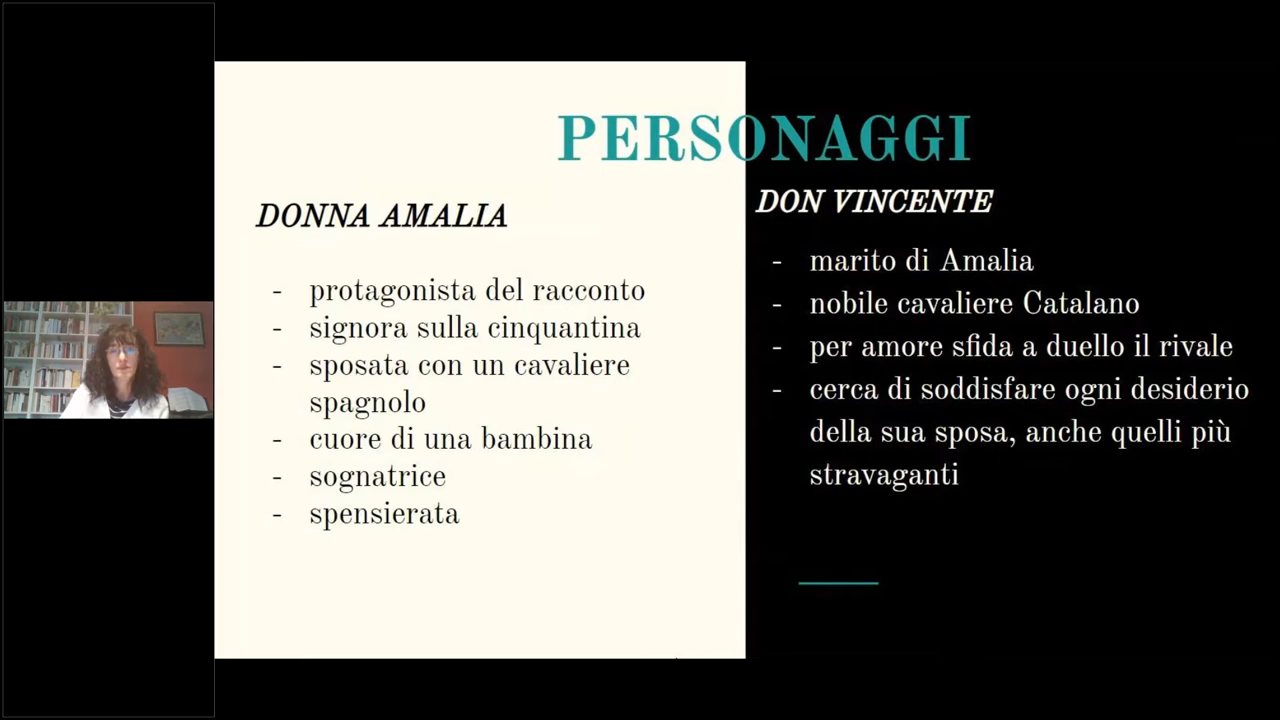 PERSONAGGI
DONNA AMALIA
- protagonista del racconto
- signora sulla cinquantina
- sposata con un cavaliere
spagnolo
- cuore di una bambina
- sognatrice
- spensierata
DON VINCENTE
- marito di Amalia
- nobile cavaliere Catalano
- per amore sfida a duello il rivale
- cerca di soddisfare ogni desiderio
della sua sposa, anche quelli più
stravaganti